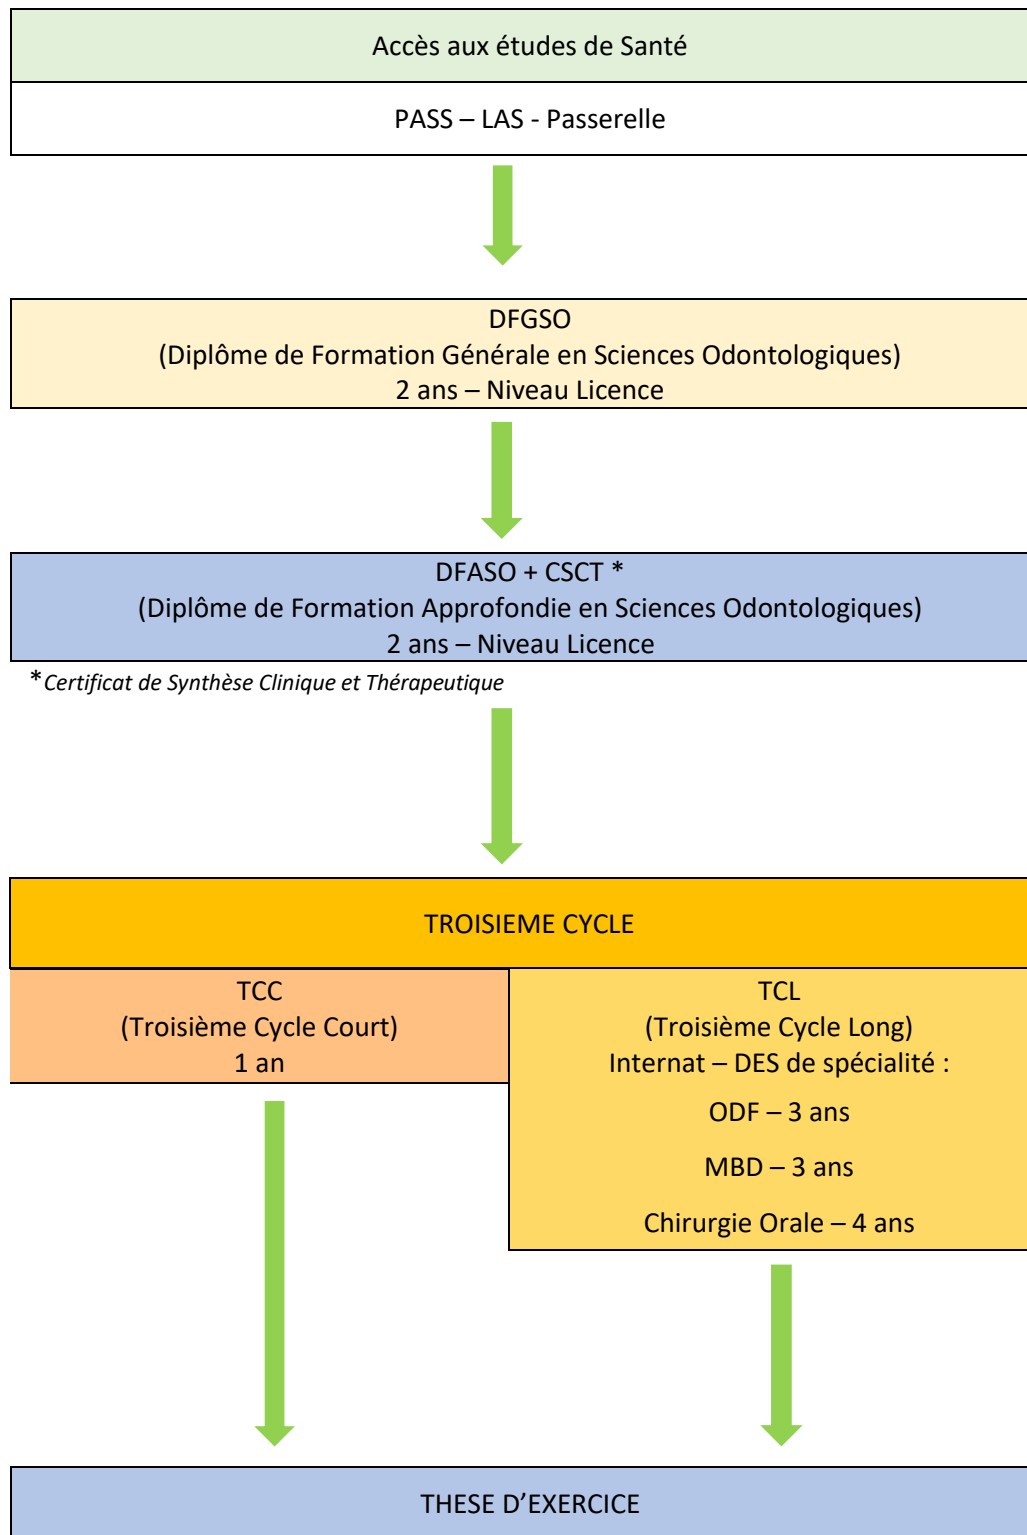 Accès aux études de Santé
PASS – LAS - Passerelle
DFGSO
(Diplôme de Formation Générale en Sciences Odontologiques)
2 ans – Niveau Licence
DFASO + CSCT *
(Diplôme de Formation Approfondie en Sciences Odontologiques)
2 ans – Niveau Licence
*Certificat de Synthèse Clinique et Thérapeutique
TROISIEME CYCLE
TCC
(Troisième Cycle Court)
1 an
TCL
(Troisième Cycle Long)
Internat – DES de spécialité :
ODF – 3 ans
MBD – 3 ans
Chirurgie Orale – 4 ans
THESE D’EXERCICE